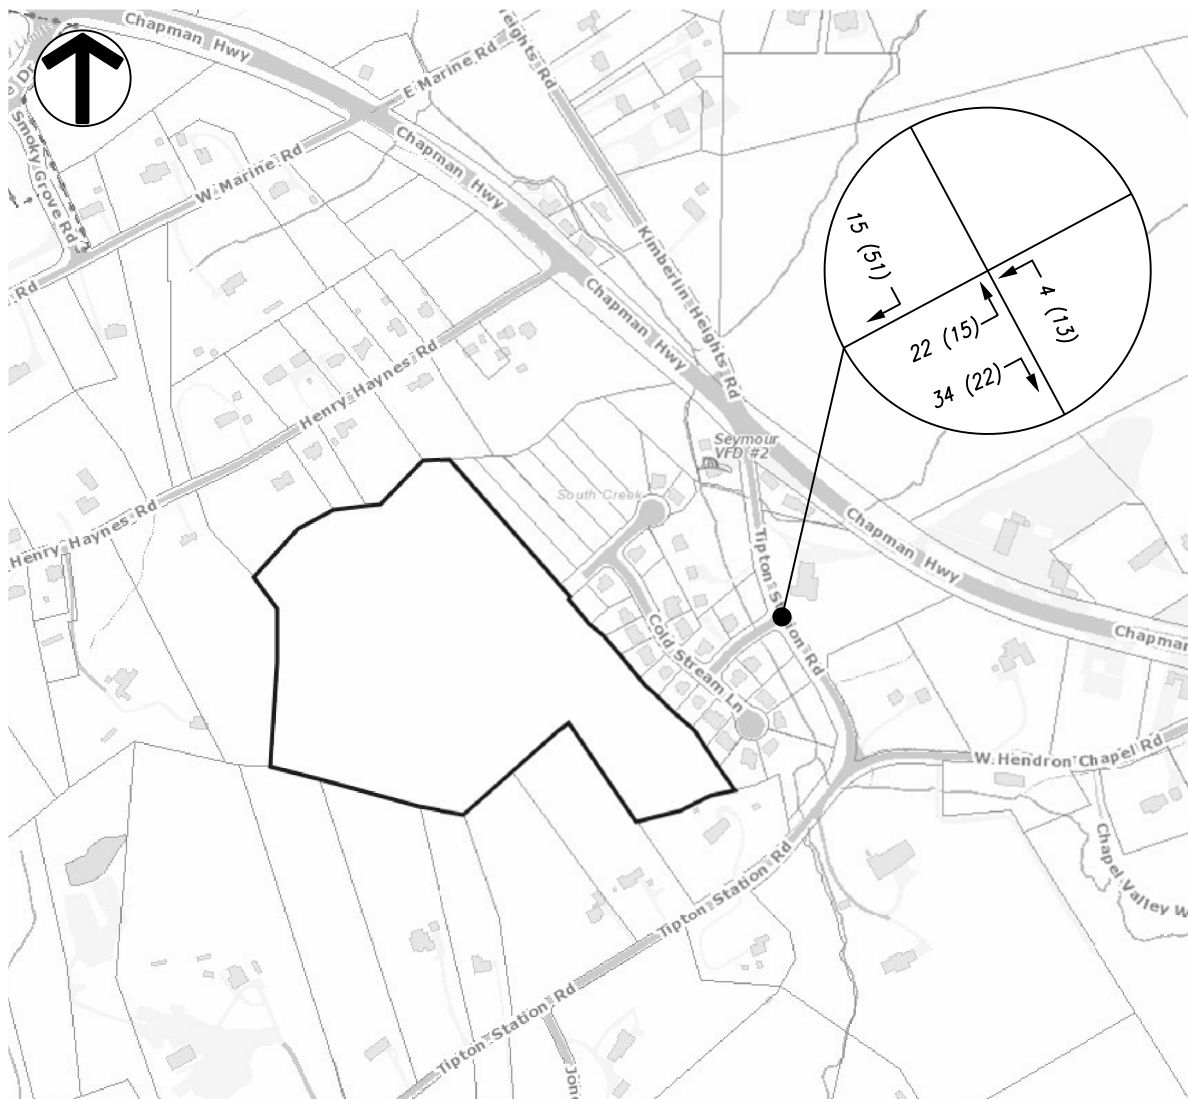 Chapman Hwy
Limits
Dr
Smoky Grove Rd
E Marine Rd
W Marine Rd
Heights Rd
Chapman Hwy
Rd
Kimberlin Heights Rd
Chapman Hwy
Henry Haynes Rd
15 (51)
4 (13)
22 (15)
34 (22)
Seymour
VFD #2
South Creek
Henry Haynes Rd
Chapman Hwy
Tipton Station Rd
Cold Stream Ln
Chapman
W Hendron Chapel Rd
Chapel Valley W
Tipton Station Rd
Tipton Station Rd
Jon